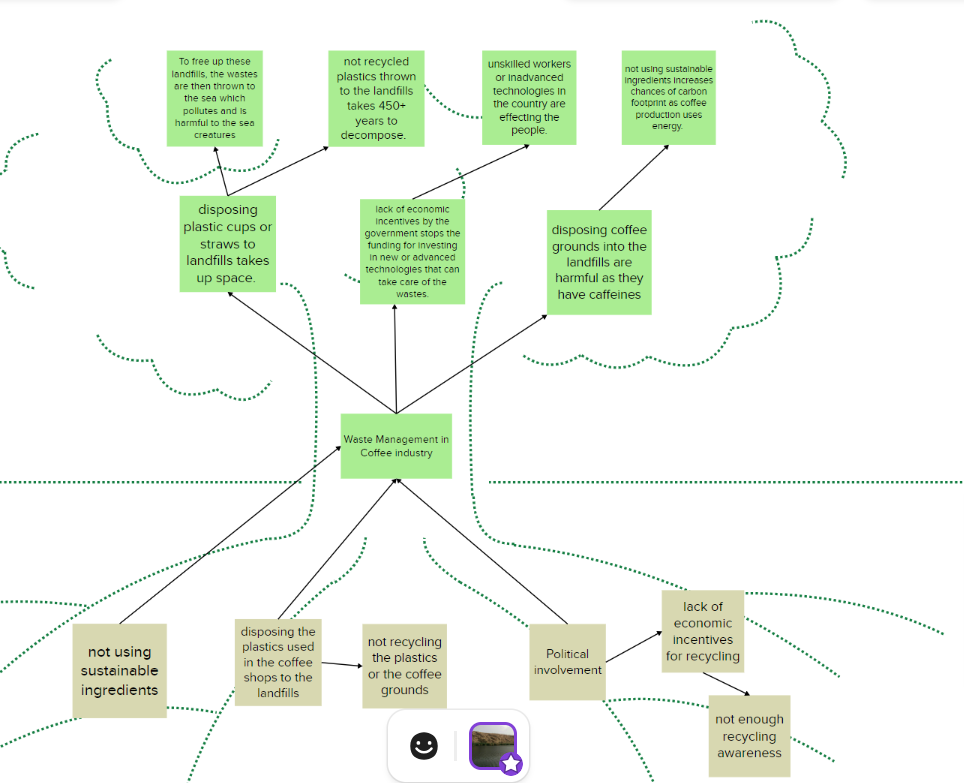 To free up these
landfills, the wastes
are then thrown to
the sea which
pollutes and is
harmful to the sea
creatures
not recycled
plastics thrown
to the landfills
takes 450+
years to
decompose.
unskilled workers
or inadvanced
technologies in
the country are
effecting the
people.
not using sustainable
ingredients increases
chances of carbon
footprint as coffee
production uses
energy.
disposing
plastic cups or
straws to
landfills takes
up space.
lack of economic
incentives by the
government stops the
funding for investing
in new or advanced
technologies that can
take care of the
wastes.
disposing coffee
grounds into the
landfills are
harmful as they
have caffeines
Waste Management in
Coffee industry
not using
sustainable
ingredients
disposing the
plastics used
in the coffee
shops to the
landfills
not recycling
the plastics
or the coffee
grounds
Political
involvement
lack of
economic
incentives
for recycling
not enough
recycling
awareness